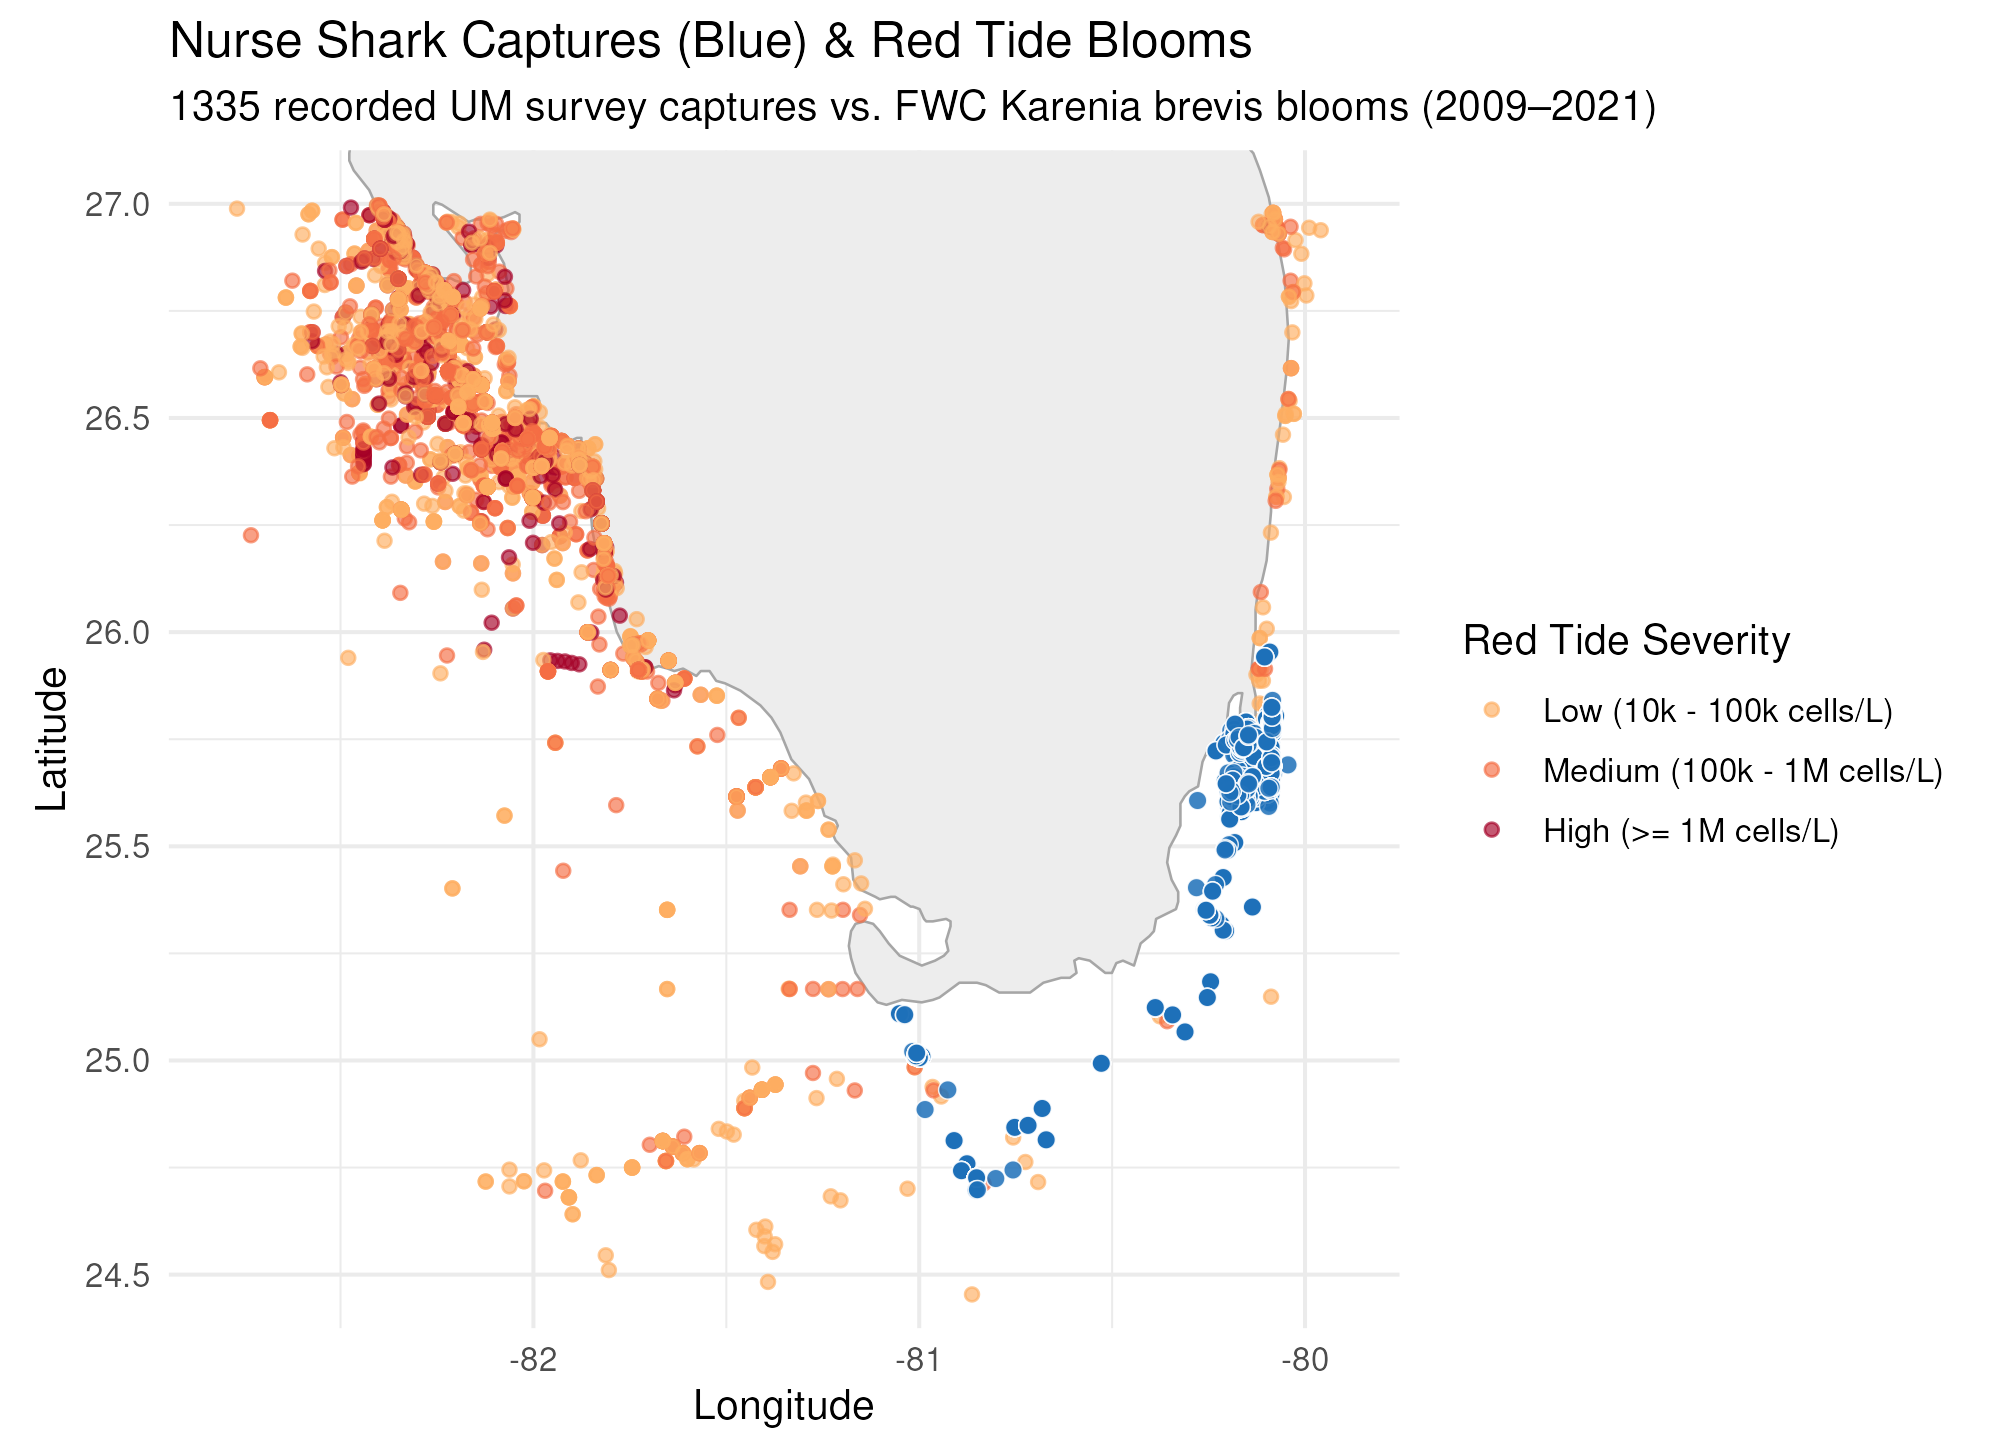 Nurse Shark Captures (Blue) & Red Tide Blooms
1335 recorded UM survey captures vs. FWC Karenia brevis blooms (2009–2021)
27.0
26.5
26.0
25.5
25.0
24.5
Latitude
-82
-81
-80
Longitude
Red Tide Severity
Low (10k - 100k cells/L)
Medium (100k - 1M cells/L)
High (>= 1M cells/L)